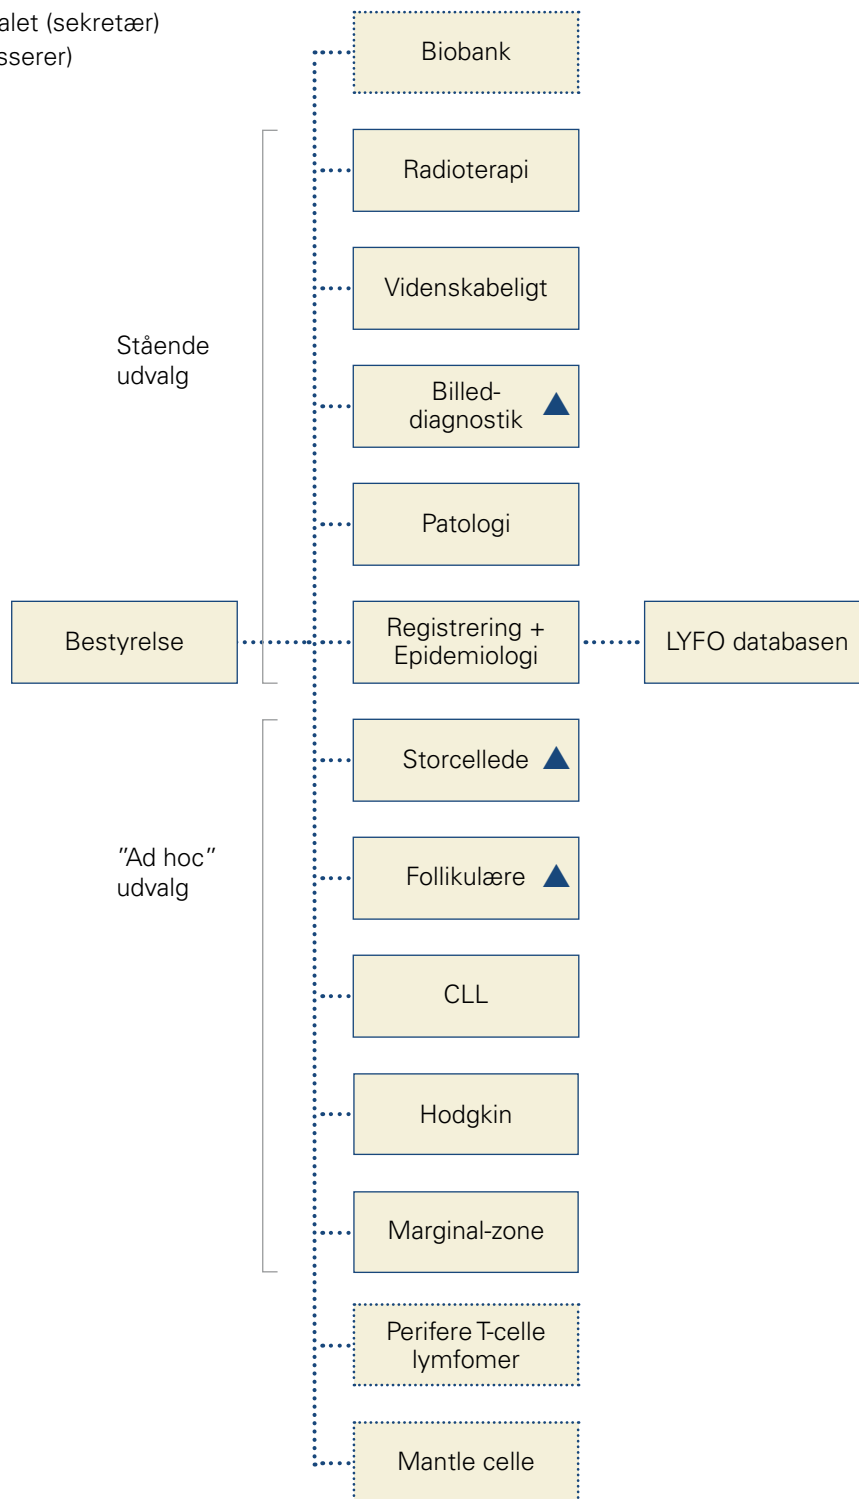 alet (sekretær)
sserer)
Biobank
Radioterapi
Videnskabeligt
Stående
udvalg
Billed-
diagnostik
Patologi
Bestyrelse
Registrering +
Epidemiologi
LYFO databasen
Storcellede
"Ad hoc"
udvalg
Follikulære
CLL
Hodgkin
Marginal-zone
Perifere T-celle
lymfomer
Mantle celle